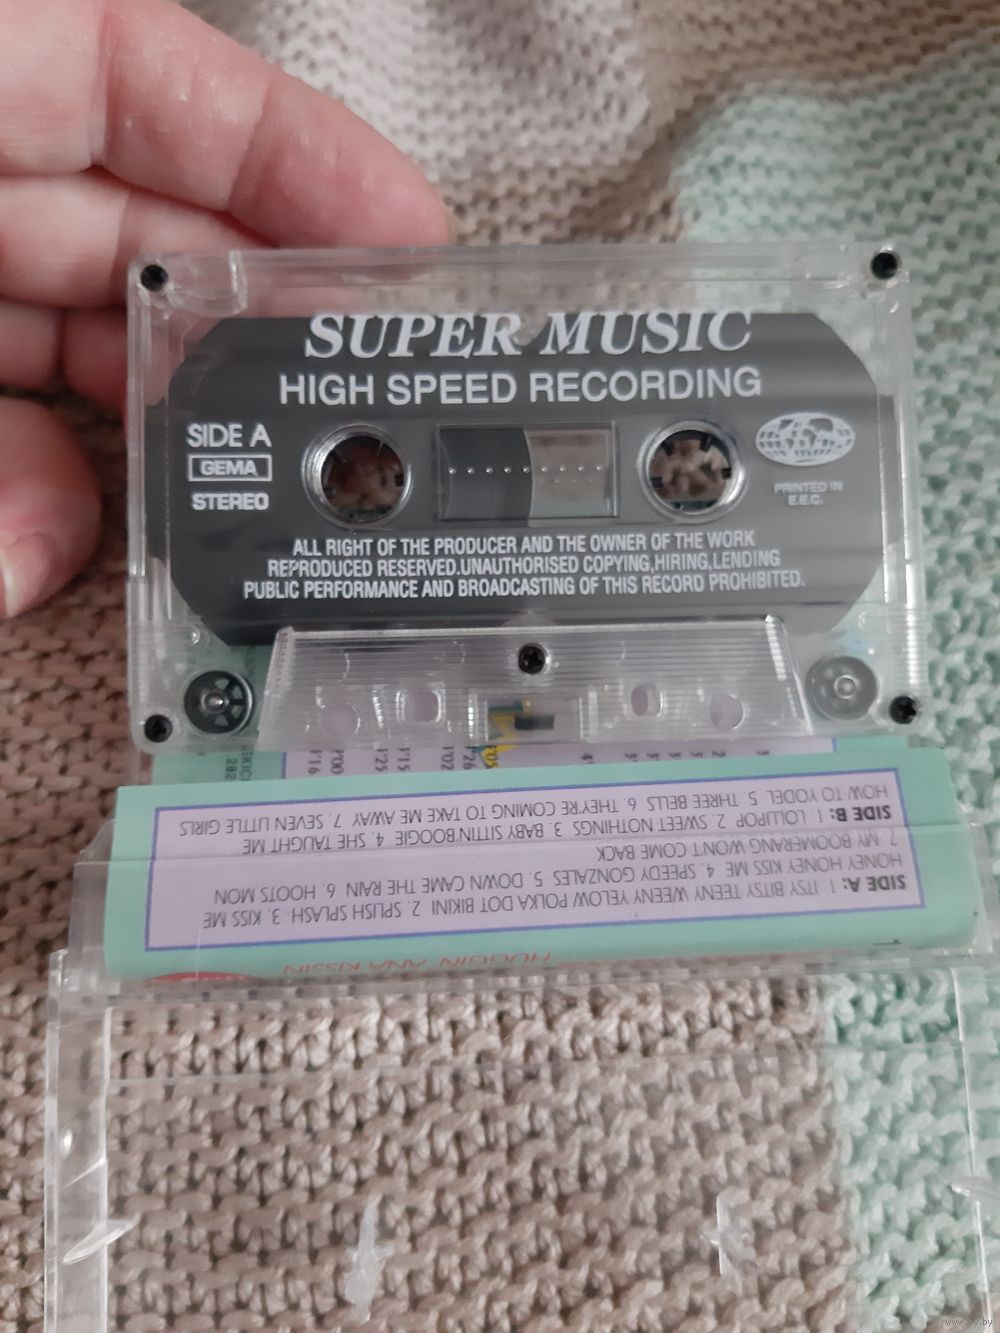 SUPER MUSIC
HIGH SPEED RECORDING
SIDE A
GEMA
STEREO
PRINTED IN
E.E.C.
ALL RIGHT OF THE PRODUCER AND THE OWNER OF THE WORK
REPRODUCED RESERVED.UNAUTHORISED COPYING,HIRING,LENDING
PUBLIC PERFORMANCE AND BROADCASTING OF THIS RECORD PROHIBITED.
HUGGIN' ANA KISSIN
SIDE A: 1. ITSY BITSY TEENY WEENY YELOW POLKA DOT BIKINI 2. SPLISH SPLASH 3. KISS ME
HONEY HONEY KISS ME 4. SPEEDY GONZALES 5. DOWN CAME THE RAIN 6. HOOTS MON
7. MY BOOMERANG WON'T COME BACK
SIDE B: 1. LOLLIPOP 2. SWEET NOTHINGS 3. BABY SITTIN'BOOGIE 4. SHE TAUGHT ME
HOW TO YODEL 5. THREE BELLS 6. THEY'RE COMING TO TAKE ME AWAY 7. SEVEN LITTLE GIRLS